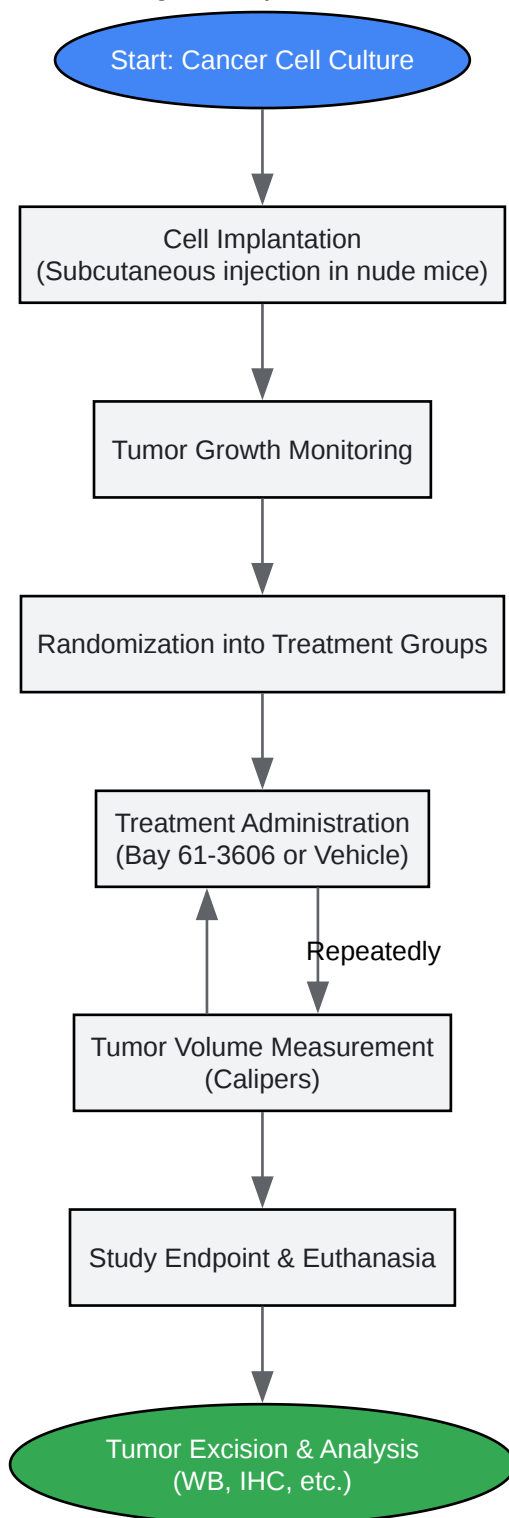 Start: Cancer Cell Culture
Cell Implantation
(Subcutaneous injection in nude mice)
Tumor Growth Monitoring
Randomization into Treatment Groups
Treatment Administration
(Bay 61-3606 or Vehicle)
Repeatedly
Tumor Volume Measurement
(Calipers)
Study Endpoint & Euthanasia
Tumor Excision & Analysis
(WB, IHC, etc.)